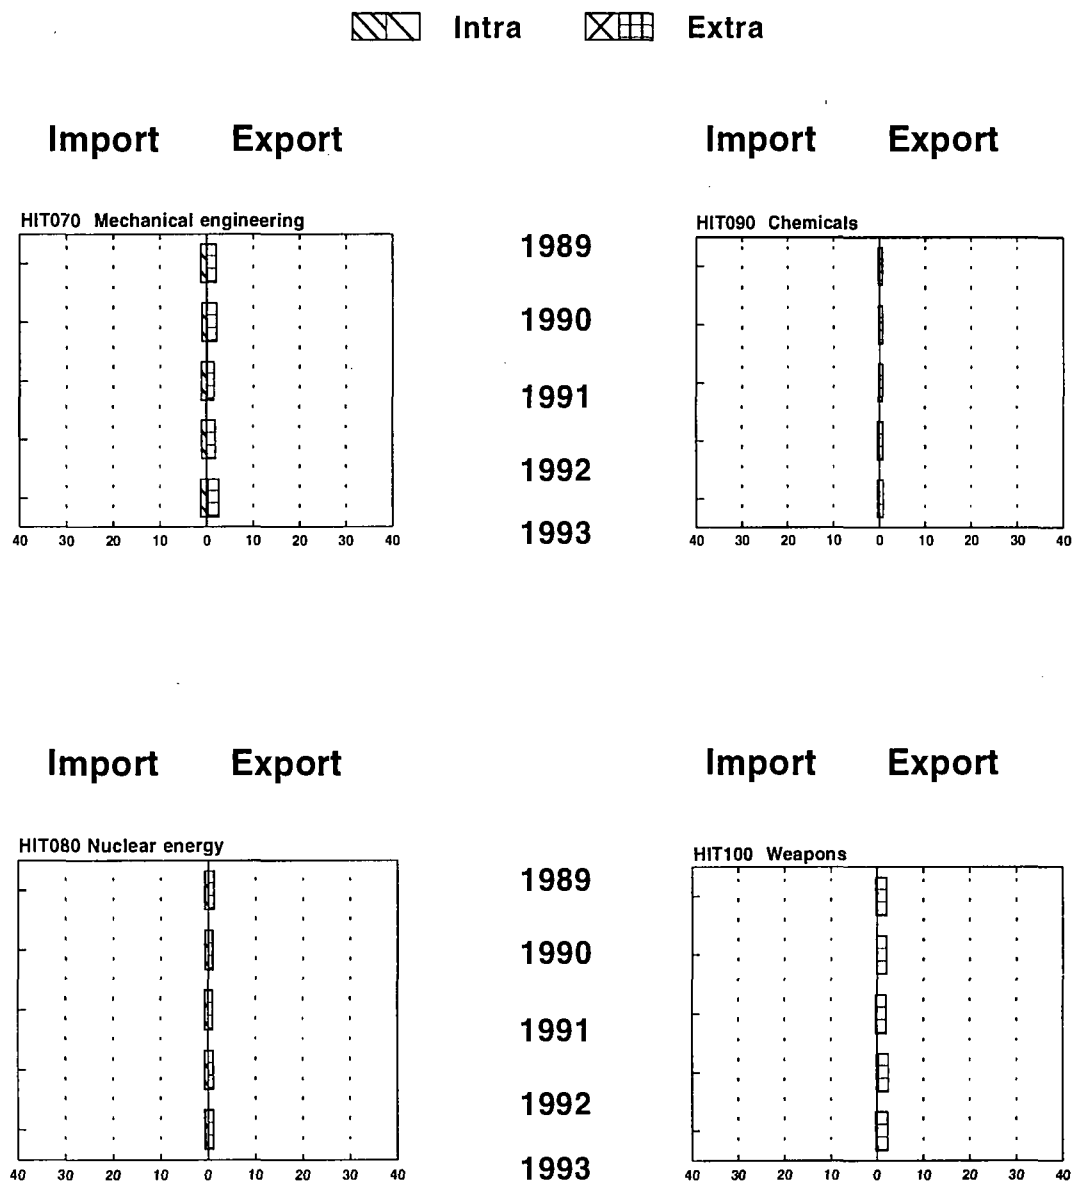 Intra Extra
Import Export Import Export
HIT070 Mechanical engineering
1989
1990
1991
1992
1993
40 30 20 10 0 10 20 30 40
HIT090 Chemicals
40 30 20 10 0 10 20 30 40
Import Export Import Export
HIT080 Nuclear energy
1989
1990
1991
1992
1993
40 30 20 10 0 10 20 30 40
HIT100 Weapons
40 30 20 10 0 10 20 30 40